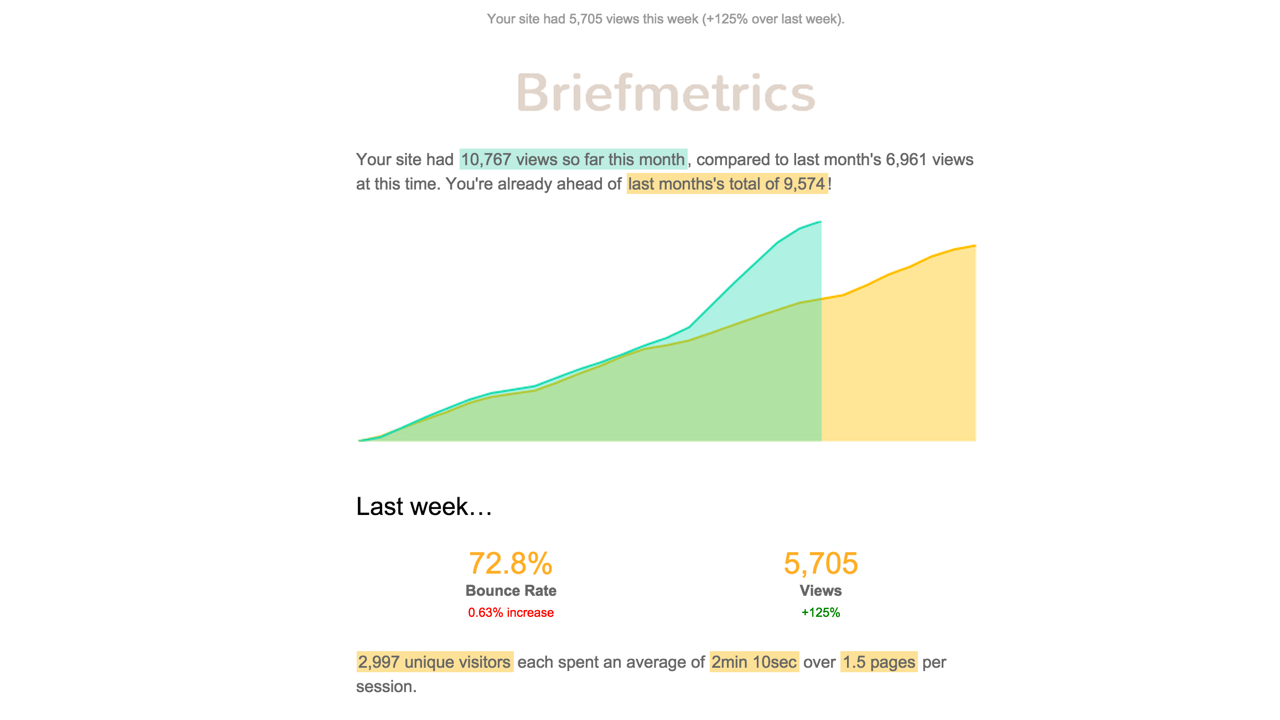 Your site had 5,705 views this week (+125% over last week).
Briefmetrics
Your site had 10,767 views so far this month, compared to last month's 6,961 views
at this time. You're already ahead of last months's total of 9,574!
Last week…
72.8% 5,705
Bounce Rate Views
0.63% increase +125%
2,997 unique visitors each spent an average of 2min 10sec over 1.5 pages per
session.